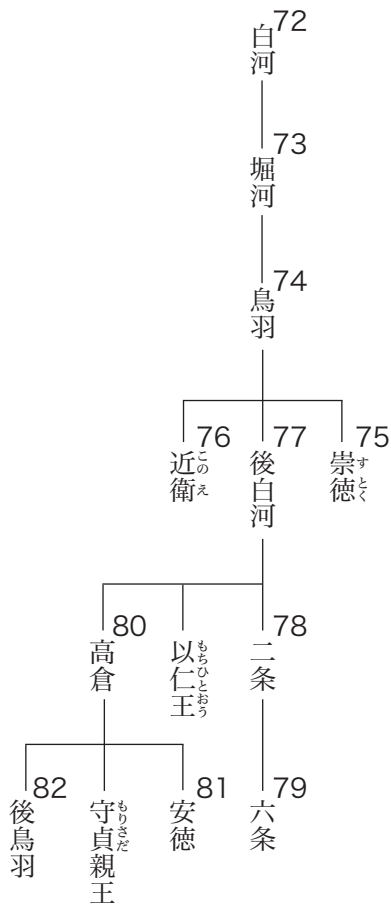 72
白河
73
堀河
74
鳥羽
75
崇徳
すとく
77
後白河
76
近衛
このえ
78
二条
以仁王
もちひとおう
80
高倉
79
六条
81
安徳
守貞親王
もりさだ
82
後鳥羽